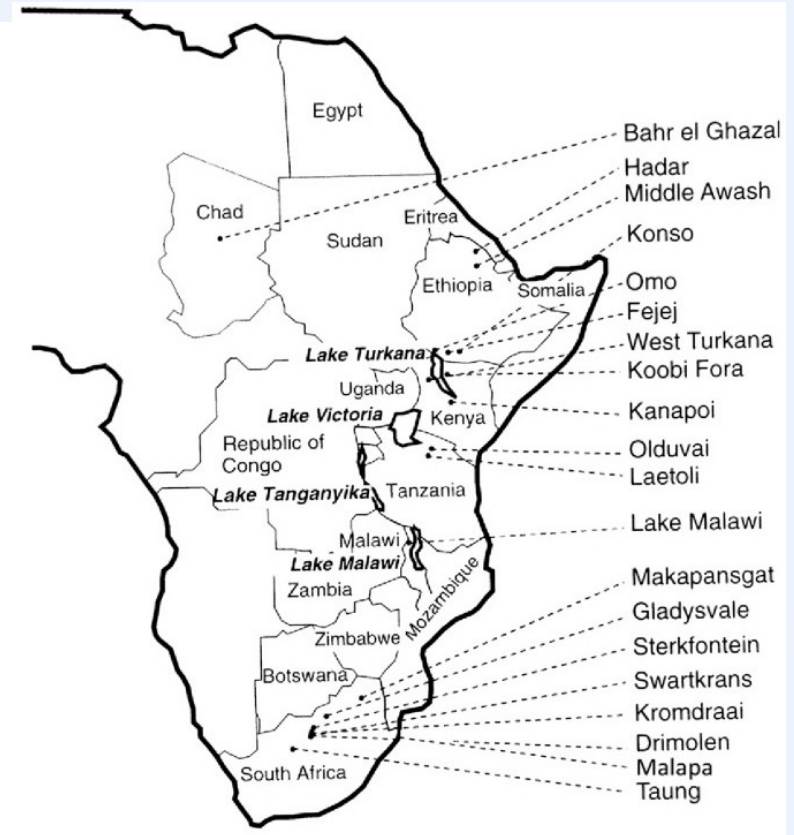 Egypt
Bahr el Ghazal
Hadar
Middle Awash
Chad
Eritrea
Konso
Sudan
Ethiopia
Somalia
Omo
Fejej
West Turkana
Lake Turkana
Koobi Fora
Uganda
Kanapoi
Lake Victoria
Kenya
Republic of
Congo
Olduvai
Laetoli
Lake Tanganyika
Tanzania
Lake Malawi
Malawi
Lake Malawi
Makapansgat
Zambia
Mozambique
Gladysvale
Zimbabwe
Sterkfontein
Botswana
Swartkrans
Kromdraai
Drimolen
Malapa
South Africa
Taung